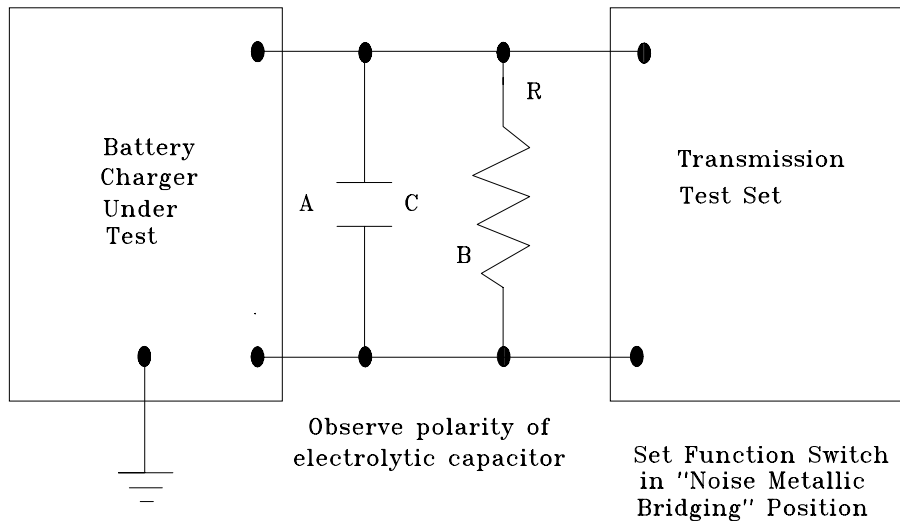 Battery
Charger
Under
Test
A
C
R
B
Transmission
Test Set
Observe polarity of
electrolytic capacitor
Set Function Switch
in "Noise Metallic
Bridging" Position